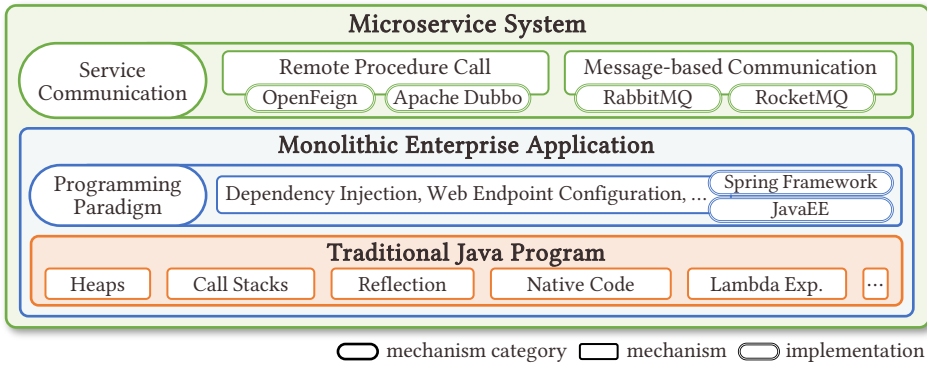 Microservice System
Service
Communication
Remote Procedure Call
OpenFeign
Apache Dubbo
Message-based Communication
RabbitMQ
RocketMQ
Monolithic Enterprise Application
Programming
Paradigm
Dependency Injection, Web Endpoint Configuration, ...
Spring Framework
JavaEE
Traditional Java Program
Heaps
Call Stacks
Reflection
Native Code
Lambda Exp.
...
mechanism category
mechanism
implementation